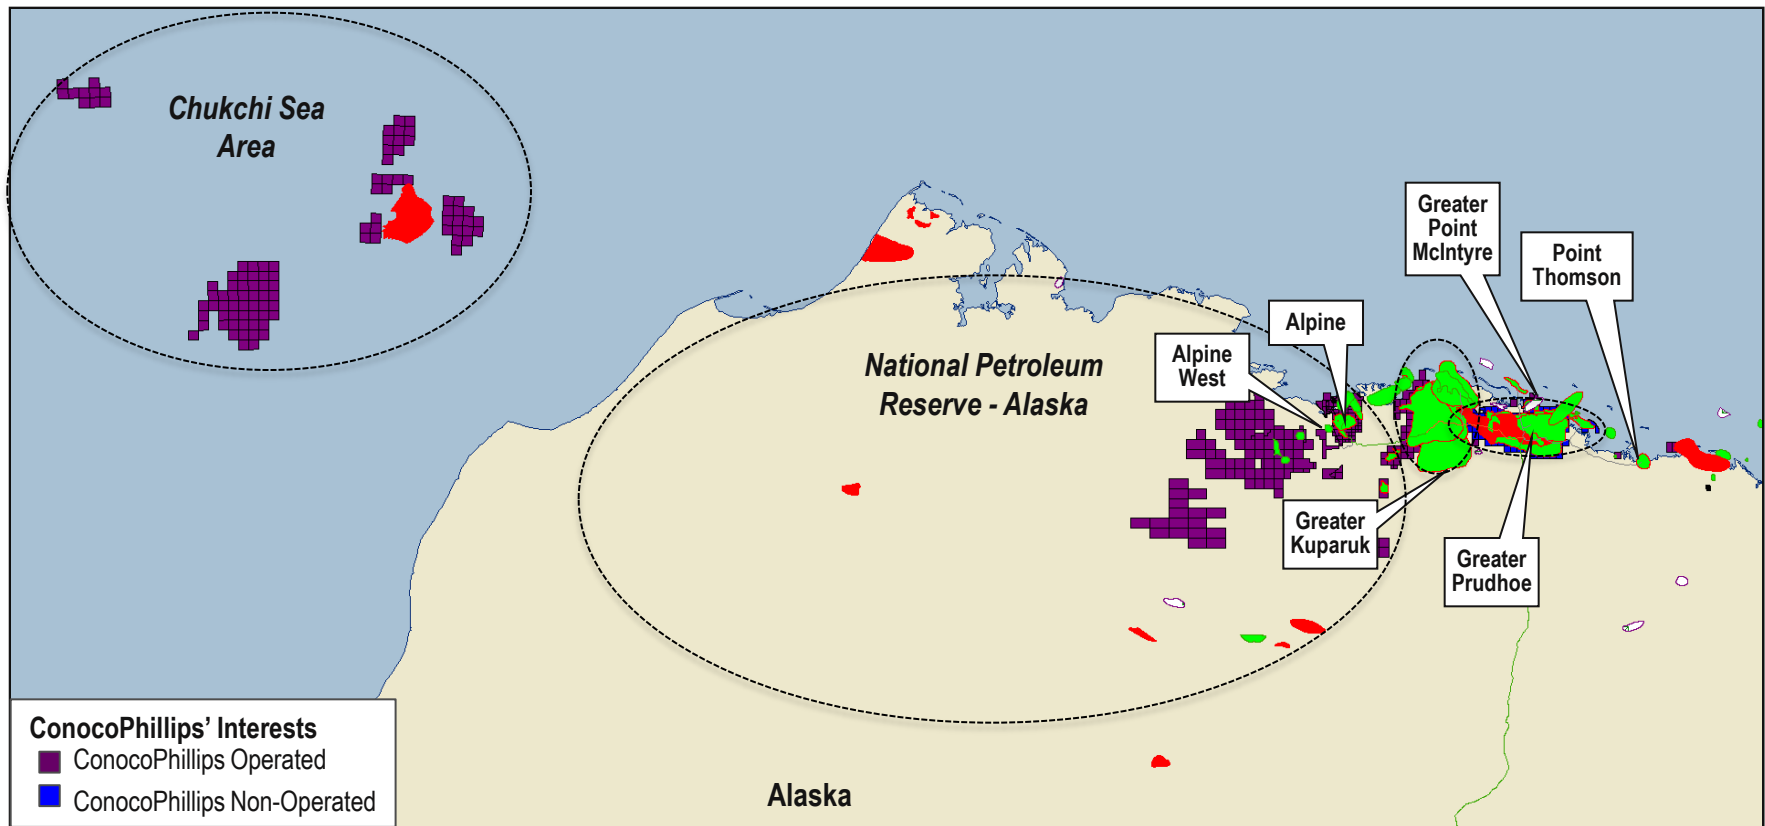 Chukchi Sea
Area
National Petroleum
Reserve - Alaska
Alpine
West
Alpine
Greater
Point
McIntyre
Point
Thomson
Greater
Kuparuk
Greater
Prudhoe
Alaska
ConocoPhillips' Interests
ConocoPhillips Operated
ConocoPhillips Non-Operated